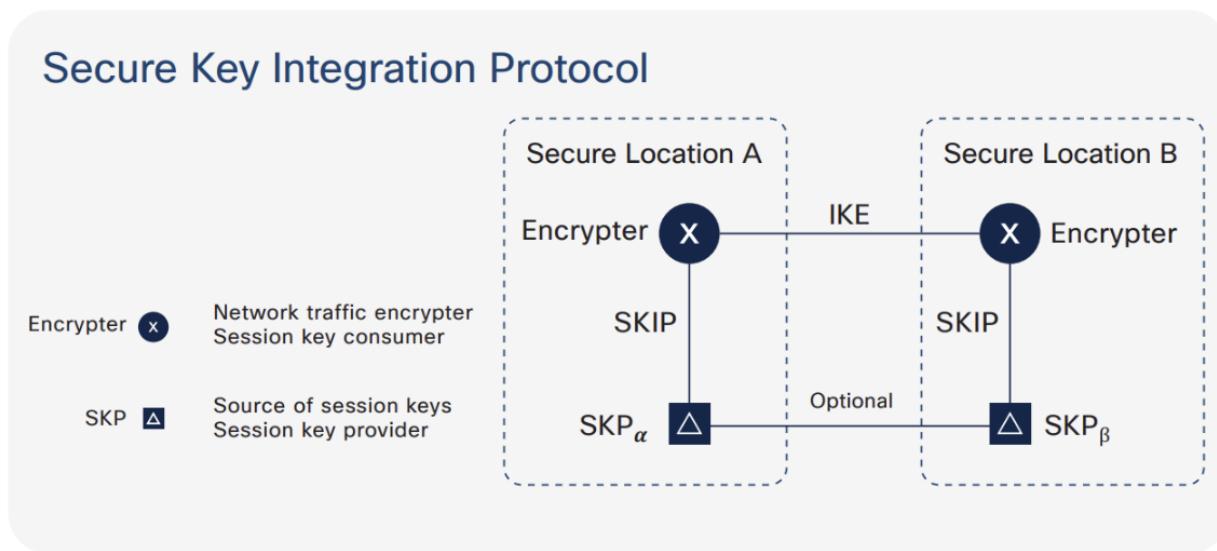 Secure Key Integration Protocol
Secure Location A
Secure Location B
Encrypter X
IKE
X Encrypter
Encrypter X
Network traffic encrypter
Session key consumer
SKIP
SKIP
SKP
Source of session keys
Session key provider
SKPα
Optional
SKPβ